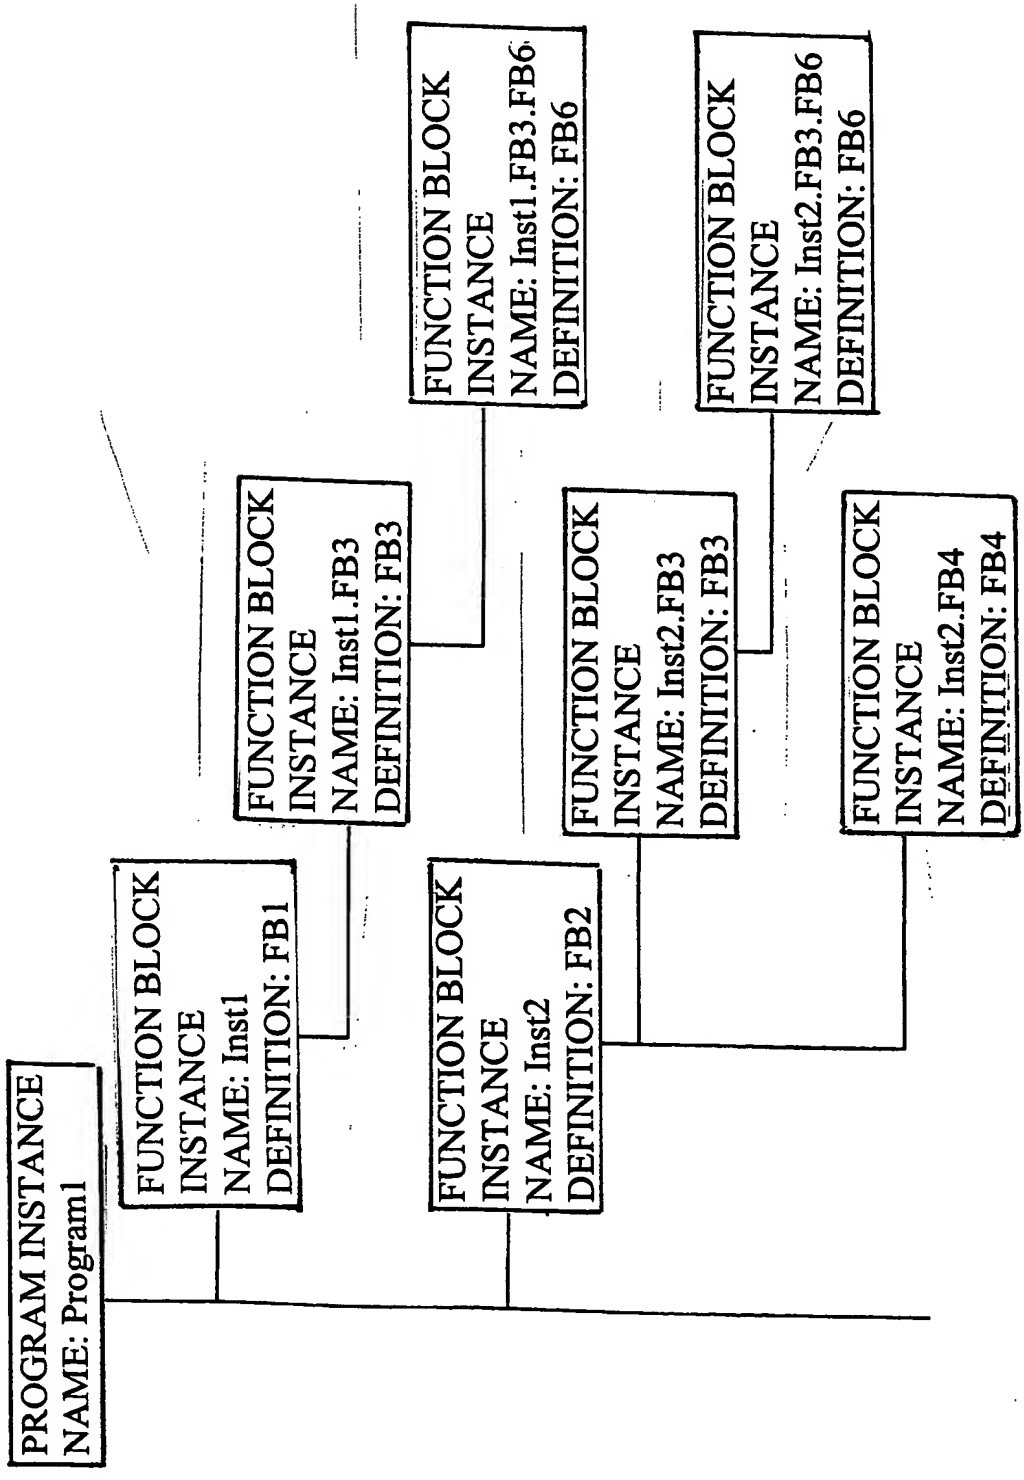 PROGRAM INSTANCE
NAME: Program1
FUNCTION BLOCK
INSTANCE
NAME: Inst1
DEFINITION: FB1
FUNCTION BLOCK
INSTANCE
NAME: Inst1.FB3
DEFINITION: FB3
FUNCTION BLOCK
INSTANCE
NAME: Inst1.FB3.FB6
DEFINITION: FB6
FUNCTION BLOCK
INSTANCE
NAME: Inst2
DEFINITION: FB2
FUNCTION BLOCK
INSTANCE
NAME: Inst2.FB3
DEFINITION: FB3
FUNCTION BLOCK
INSTANCE
NAME: Inst2.FB3.FB6
DEFINITION: FB6
FUNCTION BLOCK
INSTANCE
NAME: Inst2.FB4
DEFINITION: FB4